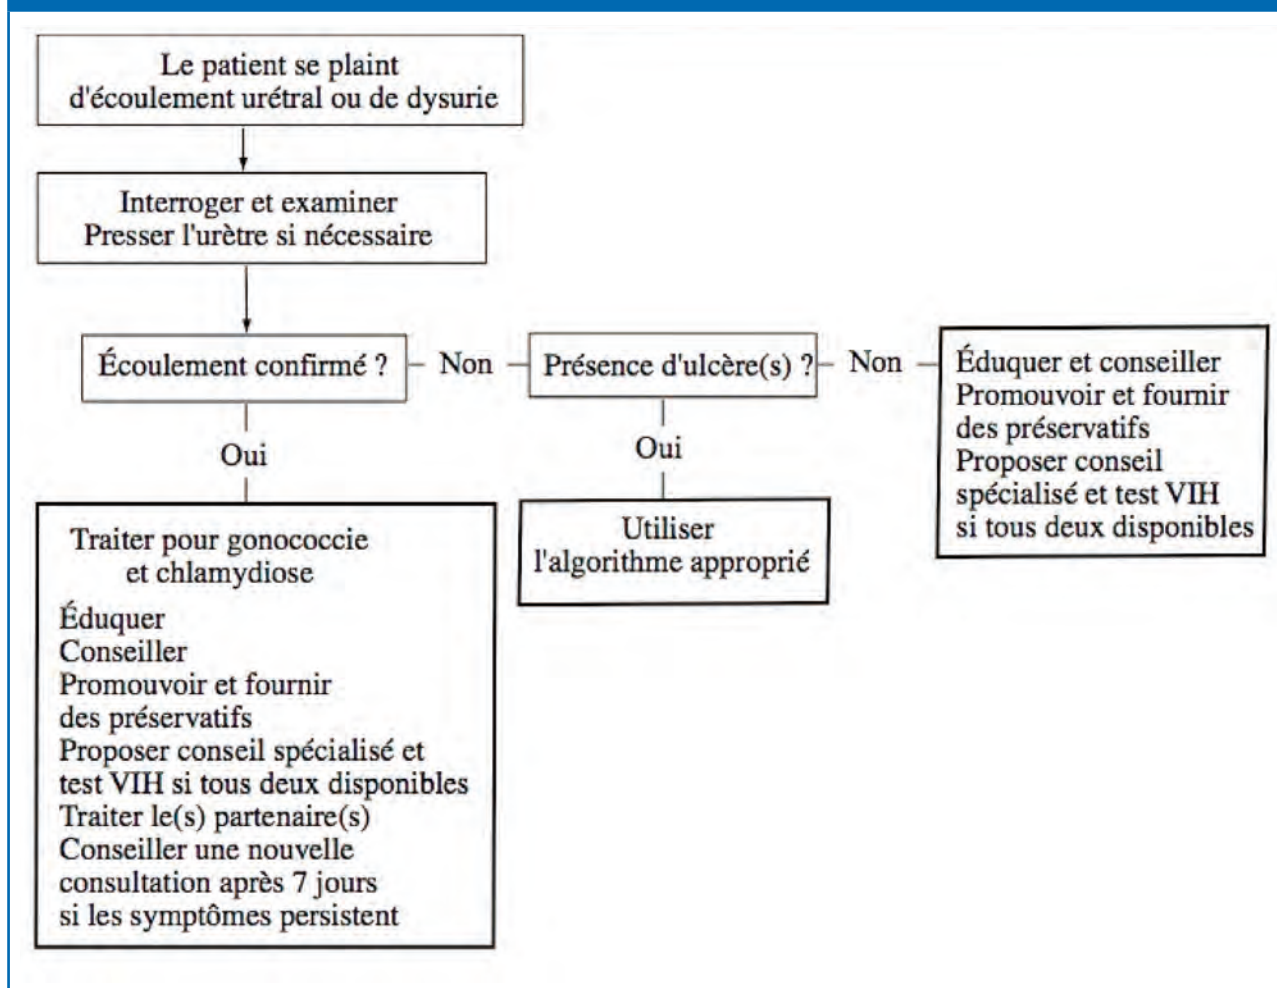 Le patient se plaint
d'écoulement urétral ou de dysurie
Interroger et examiner
Presser l'urètre si nécessaire
Écoulement confirmé ?
Non
Présence d'ulcère(s) ?
Non
Éduquer et conseiller
Promouvoir et fournir
des préservatifs
Proposer conseil
spécialisé et test VIH
si tous deux disponibles
Oui
Oui
Utiliser
l'algorithme approprié
Traiter pour gonococcie
et chlamydiose
Éduquer
Conseiller
Promouvoir et fournir
des préservatifs
Proposer conseil spécialisé et
test VIH si tous deux disponibles
Traiter le(s) partenaire(s)
Conseiller une nouvelle
consultation après 7 jours
si les symptômes persistent